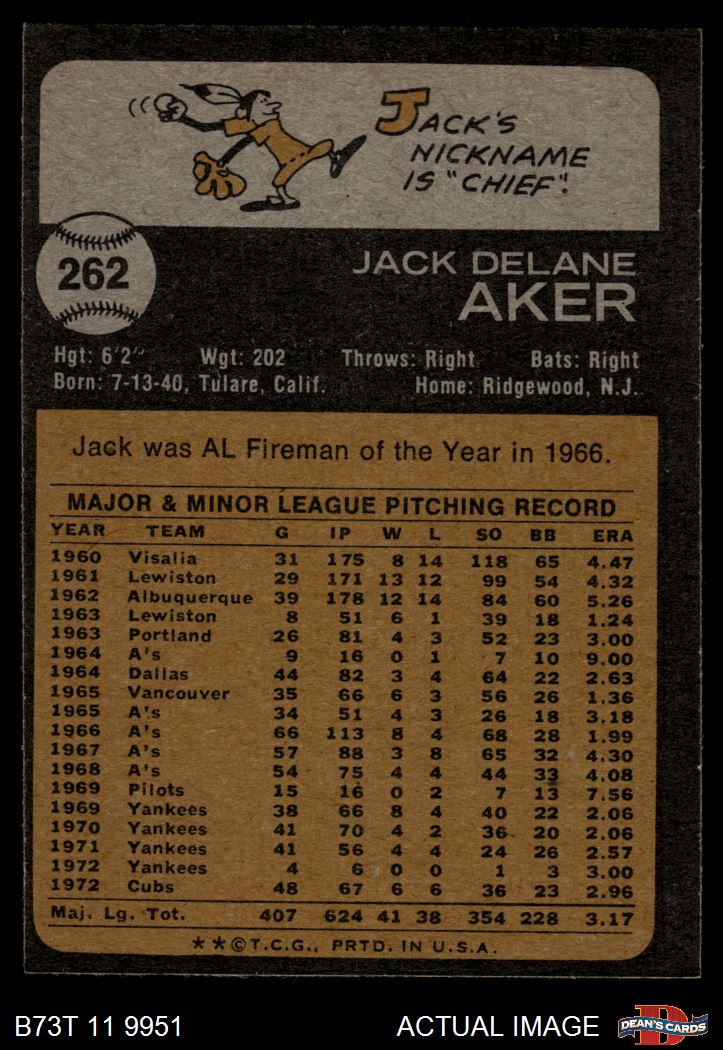 JACK'S
NICKNAME
IS "CHIEF"!
262
JACK DELANE
AKER
Hgt: 6'2" Wgt: 202 Throws: Right Bats: Right
Born: 7-13-40, Tulare, Calif. Home: Ridgewood, N.J.
Jack was AL Fireman of the Year in 1966.
MAJOR & MINOR LEAGUE PITCHING RECORD
YEAR TEAM G IP W L SO BB ERA
1960 Visalia 31 175 8 14 118 65 4.47
1961 Lewiston 29 171 13 12 99 54 4.32
1962 Albuquerque 39 178 12 14 84 60 5.26
1963 Lewiston 8 51 6 1 39 18 1.24
1963 Portland 26 81 4 3 52 23 3.00
1964 A's 9 16 0 1 7 10 9.00
1964 Dallas 44 82 3 4 64 22 2.63
1965 Vancouver 35 66 6 3 56 26 1.36
1965 A's 34 51 4 3 26 18 3.18
1966 A's 66 113 8 4 68 28 1.99
1967 A's 57 88 3 8 65 32 4.30
1968 A's 54 75 4 4 44 33 4.08
1969 Pilots 15 16 0 2 7 13 7.56
1969 Yankees 38 66 8 4 40 22 2.06
1970 Yankees 41 70 4 2 36 20 2.06
1971 Yankees 41 56 4 4 24 26 2.57
1972 Yankees 4 6 0 0 1 3 3.00
1972 Cubs 48 67 6 6 36 23 2.96
Maj. Lg. Tot. 407 624 41 38 354 228 3.17
**©T.C.G., PRTD. IN U.S.A.
B73T 11 9951 ACTUAL IMAGE D DEAN'S CARDS